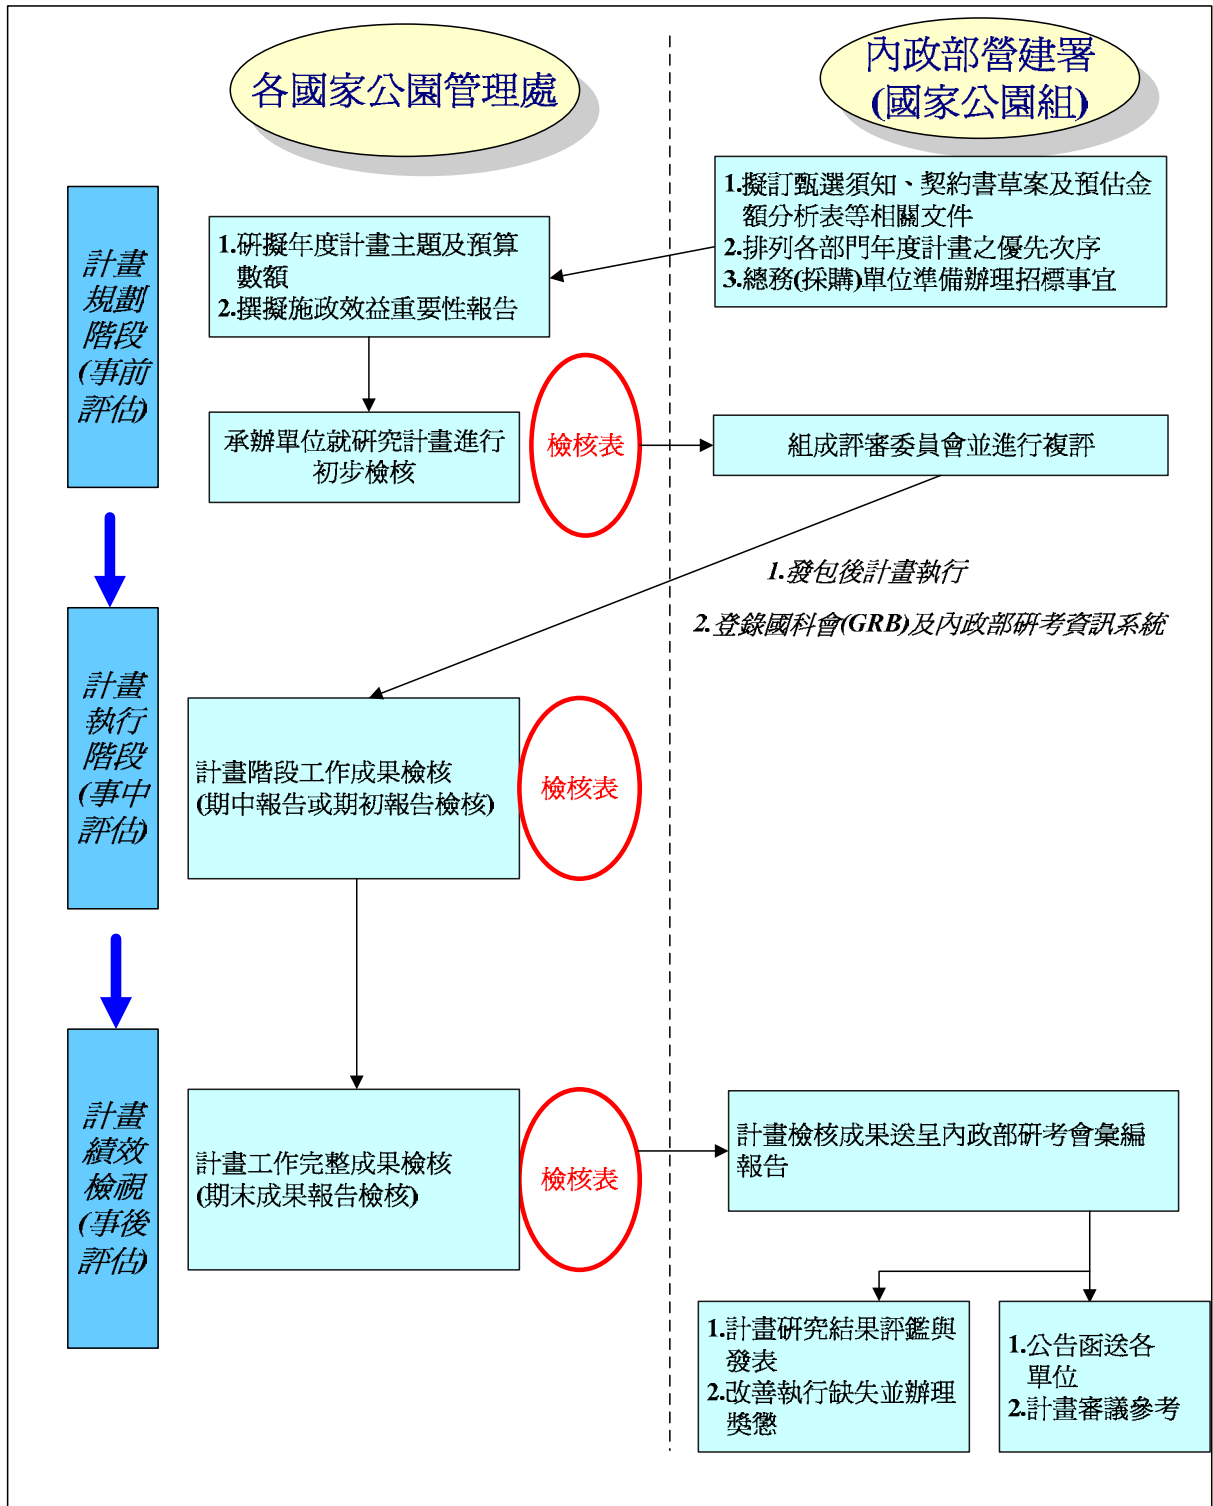 各國家公園管理處
內政部營建署
(國家公園組)
計畫
規劃
階段
(事前
評估)
1.擬訂甄選須知、契約書草案及預估金
額分析表等相關文件
2.排列各部門年度計畫之優先次序
3.總務(採購)單位準備辦理招標事宜
1.研擬年度計畫主題及預算
數額
2.撰擬施政效益重要性報告
承辦單位就研究計畫進行
初步檢核
檢核表
組成評審委員會並進行複評
1.發包後計畫執行
2.登錄國科會(GRB)及內政部研考資訊系統
計畫
執行
階段
(事中
評估)
計畫階段工作成果檢核
(期中報告或期初報告檢核)
檢核表
計畫
績效
檢視
(事後
評估)
計畫工作完整成果檢核
(期末成果報告檢核)
檢核表
計畫檢核成果送呈內政部研考會彙編
報告
1.計畫研究結果評鑑與
發表
2.改善執行缺失並辦理
獎懲
1.公告函送各
單位
2.計畫審議參考